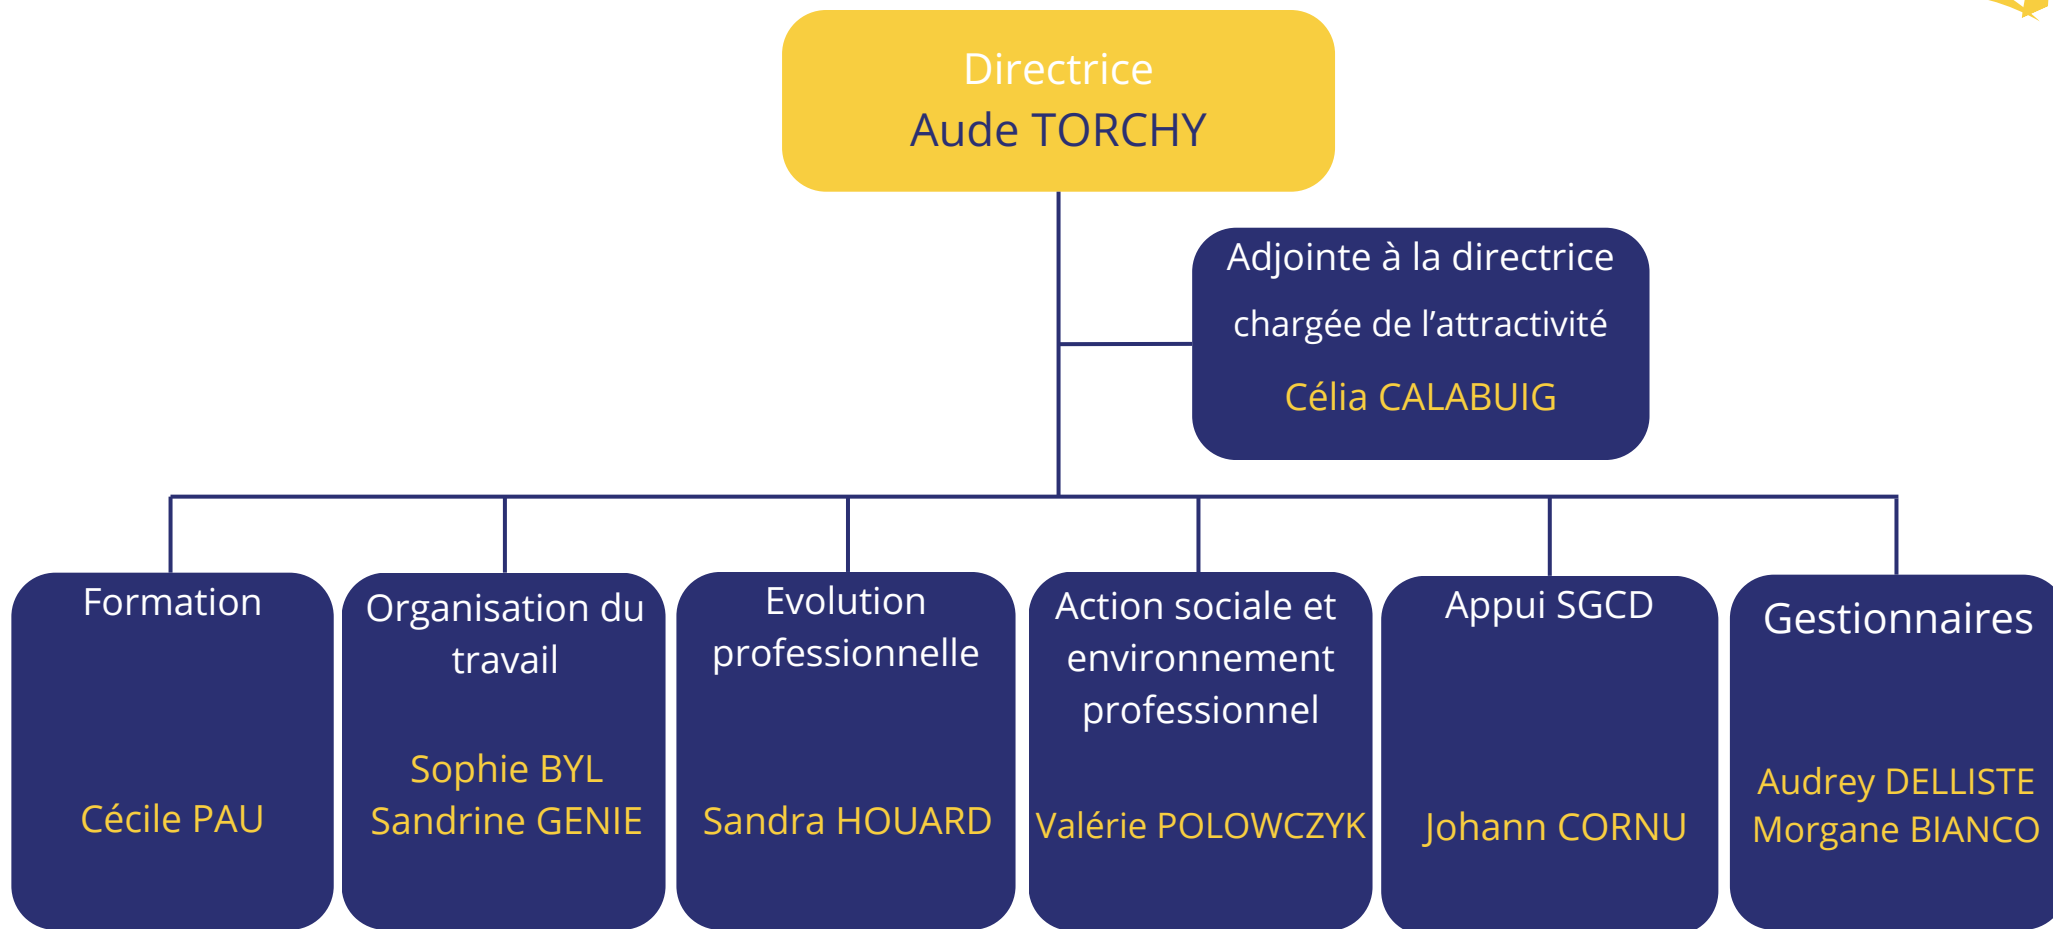 Directrice
Aude TORCHY
Adjointe à la directrice
chargée de l’attractivité
Célia CALABUIG
Formation
Cécile PAU
Organisation du
travail
Sophie BYL
Sandrine GENIE
Evolution
professionnelle
Sandra HOUARD
Action sociale et
environnement
professionnel
Valérie POLOWCZYK
Appui SGCD
Johann CORNU
Gestionnaires
Audrey DELLISTE
Morgane BIANCO